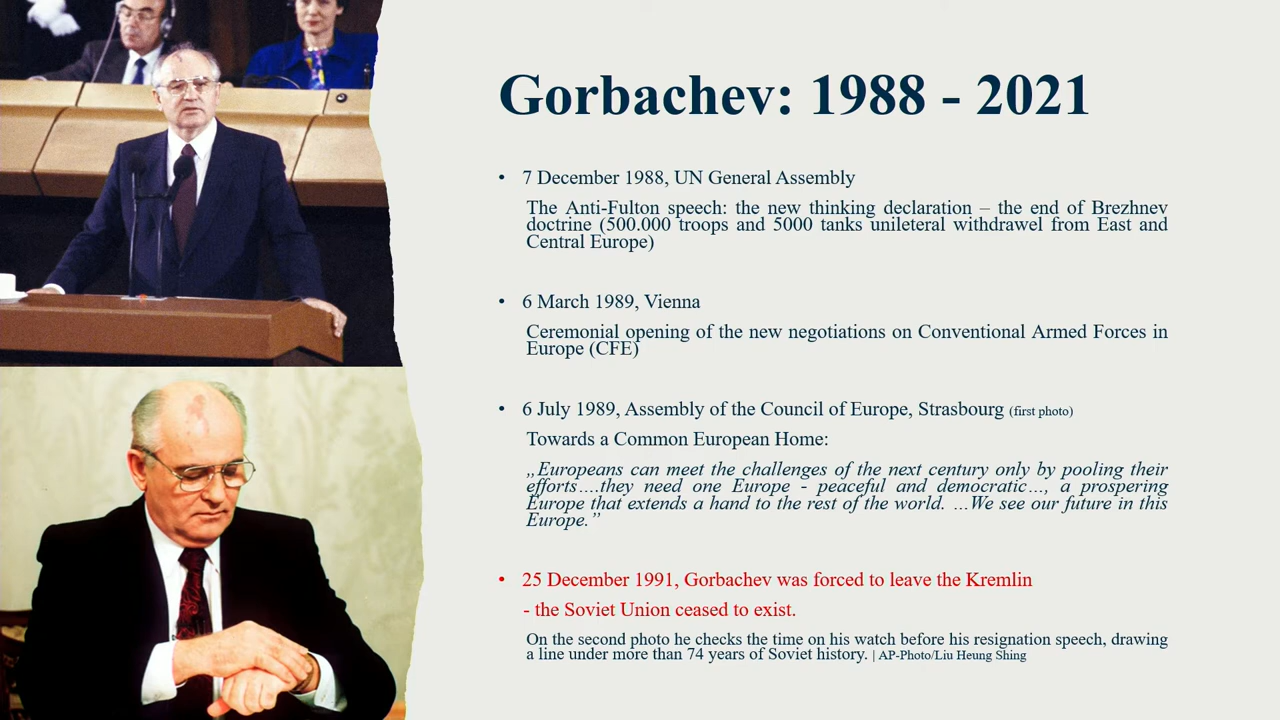 Gorbachev: 1988 - 2021
• 7 December 1988, UN General Assembly
The Anti-Fulton speech: the new thinking declaration – the end of Brezhnev
doctrine (500.000 troops and 5000 tanks unileteral withdrawel from East and
Central Europe)
• 6 March 1989, Vienna
Ceremonial opening of the new negotiations on Conventional Armed Forces in
Europe (CFE)
• 6 July 1989, Assembly of the Council of Europe, Strasbourg (first photo)
Towards a Common European Home:
„Europeans can meet the challenges of the next century only by pooling their
efforts….they need one Europe - peaceful and democratic…, a prospering
Europe that extends a hand to the rest of the world. …We see our future in this
Europe.”
• 25 December 1991, Gorbachev was forced to leave the Kremlin
- the Soviet Union ceased to exist.
On the second photo he checks the time on his watch before his resignation speech, drawing
a line under more than 74 years of Soviet history. | AP-Photo/Liu Heung Shing